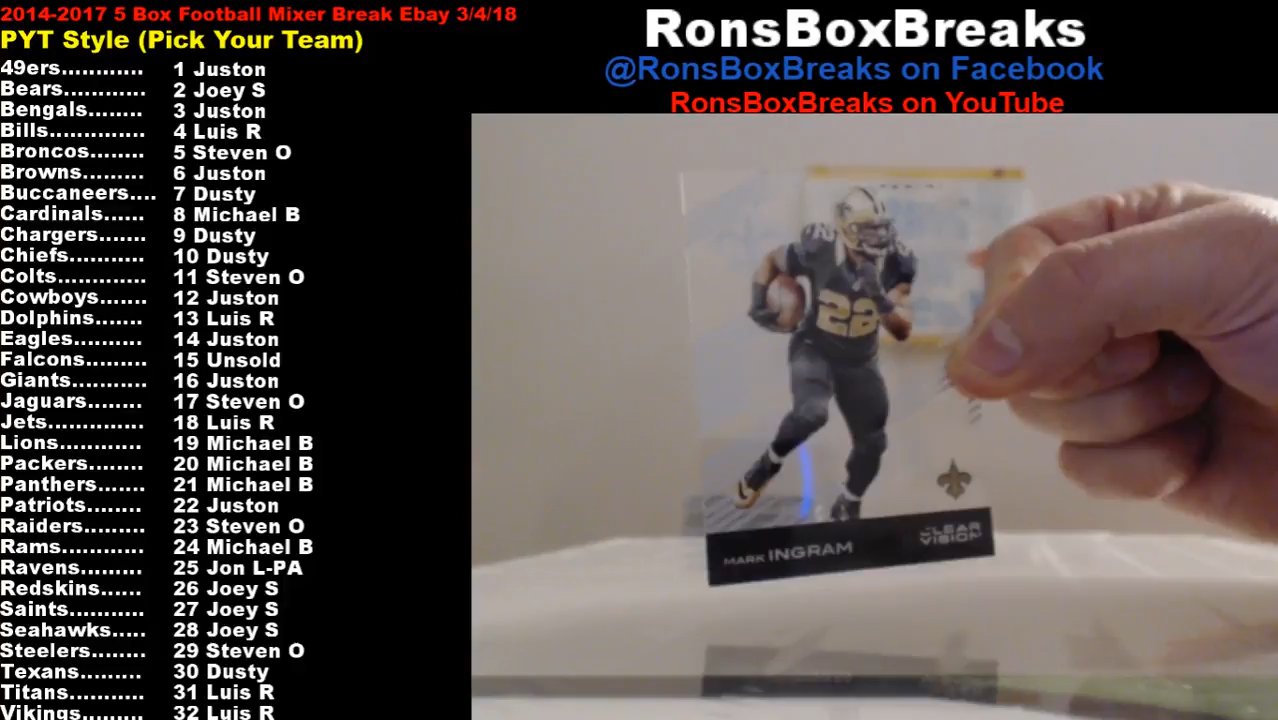 2014-2017 5 Box Football Mixer Break Ebay 3/4/18
PYT Style (Pick Your Team)
49ers............ 1 Juston
Bears............ 2 Joey S
Bengals........ 3 Juston
Bills.............. 4 Luis R
Broncos........ 5 Steven O
Browns......... 6 Juston
Buccaneers.... 7 Dusty
Cardinals...... 8 Michael B
Chargers....... 9 Dusty
Chiefs........... 10 Dusty
Colts............. 11 Steven O
Cowboys....... 12 Juston
Dolphins........ 13 Luis R
Eagles.......... 14 Juston
Falcons......... 15 Unsold
Giants........... 16 Juston
Jaguars........ 17 Steven O
Jets.............. 18 Luis R
Lions............ 19 Michael B
Packers........ 20 Michael B
Panthers....... 21 Michael B
Patriots......... 22 Juston
Raiders......... 23 Steven O
Rams............ 24 Michael B
Ravens......... 25 Jon L-PA
Redskins...... 26 Joey S
Saints........... 27 Joey S
Seahawks..... 28 Joey S
Steelers........ 29 Steven O
Texans......... 30 Dusty
Titans........... 31 Luis R
Vikings......... 32 Luis R
RonsBoxBreaks
@RonsBoxBreaks on Facebook
RonsBoxBreaks on YouTube
22
MARK INGRAM
CLEAR
VISION